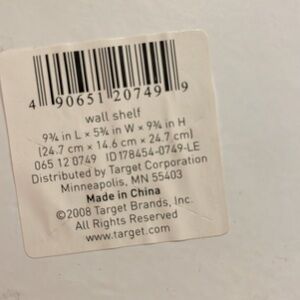 4 90651 20749 9
wall shelf
9¾ in L × 5¾ in W × 9¾ in H
(24.7 cm × 14.6 cm × 24.7 cm)
065 12 0749 ID178454-0749-LE
Distributed by Target Corporation
Minneapolis, MN 55403
Made in China
©2008 Target Brands, Inc.
All Rights Reserved
www.target.com